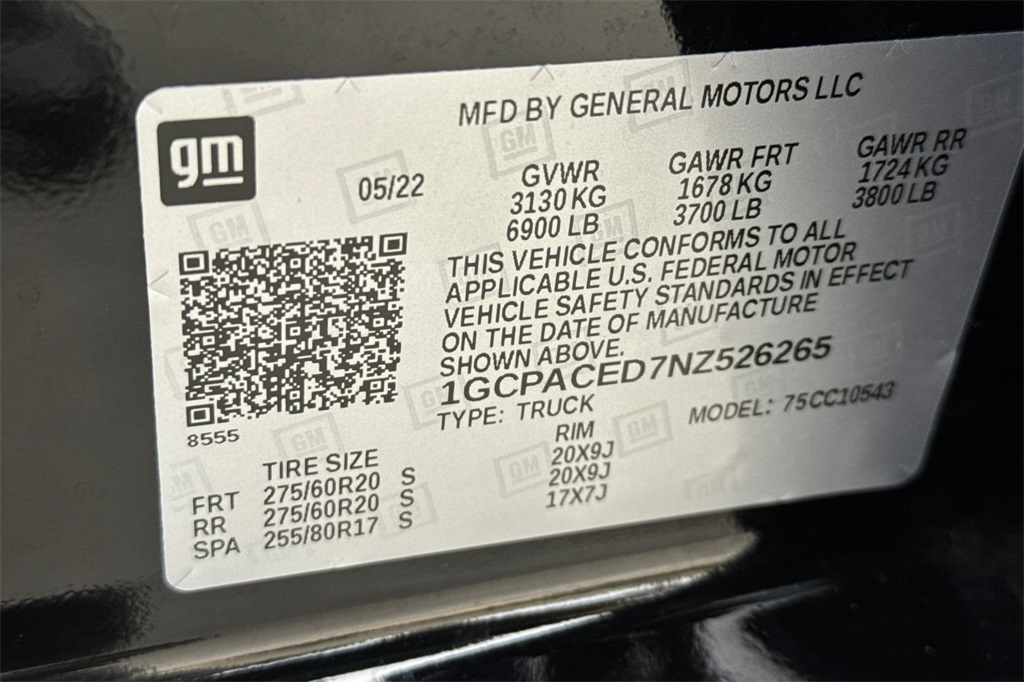 MFD BY GENERAL MOTORS LLC
gm
05/22
GVWR
3130 KG
6900 LB
GAWR FRT
1678 KG
3700 LB
GAWR RR
1724 KG
3800 LB
THIS VEHICLE CONFORMS TO ALL
APPLICABLE U.S. FEDERAL MOTOR
VEHICLE SAFETY STANDARDS IN EFFECT
ON THE DATE OF MANUFACTURE
SHOWN ABOVE.
1GCPACED7NZ526265
TYPE: TRUCK MODEL: 75CC10543
8555
TIRE SIZE RIM
FRT 275/60R20 S 20X9J
RR 275/60R20 S 20X9J
SPA 255/80R17 S 17X7J